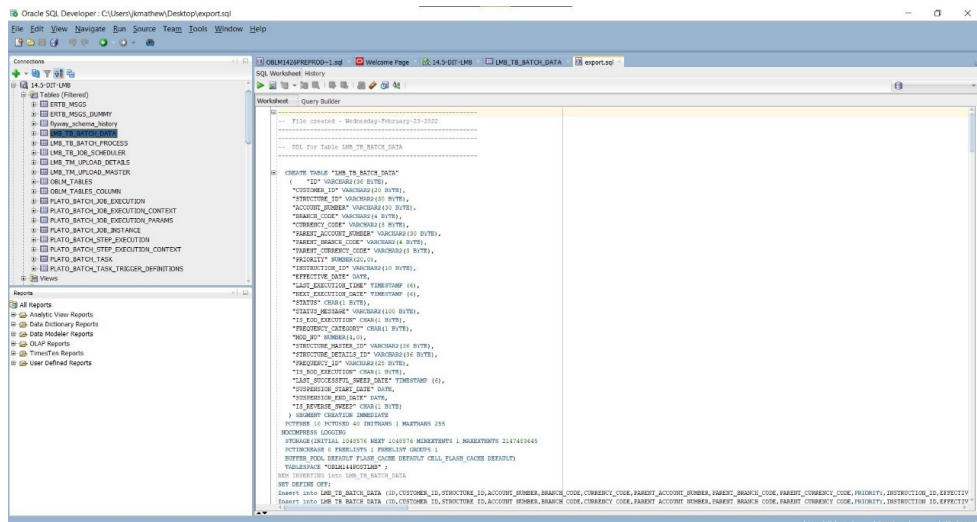 Oracle SQL Developer : C:\Users\jkmathew\Desktop\export.sql
File Edit View Navigate Run Source Team Tools Window Help
Connections
14.5-DIT-LMB
Tables (Filtered)
ERTB_MSGS
ERTB_MSGS_DUMMY
flyway_schema_history
LMB_TB_BATCH_DATA
LMB_TB_BATCH_PROCESS
LMB_TB_JOB_SCHEDULER
LMB_TM_UPLOAD_DETAILS
LMB_TM_UPLOAD_MASTER
OBLM_TABLES
OBLM_TABLES_COLUMN
PLATO_BATCH_JOB_EXECUTION
PLATO_BATCH_JOB_EXECUTION_CONTEXT
PLATO_BATCH_JOB_EXECUTION_PARAMS
PLATO_BATCH_JOB_INSTANCE
PLATO_BATCH_STEP_EXECUTION
PLATO_BATCH_STEP_EXECUTION_CONTEXT
PLATO_BATCH_TASK
PLATO_BATCH_TASK_TRIGGER_DEFINITIONS
Views
Reports
All Reports
Analytic View Reports
Data Dictionary Reports
Data Modeler Reports
OLAP Reports
TimesTen Reports
User Defined Reports
OBLM1426PREPROD~1.sql Welcome Page 14.5-DIT-LMB LMB_TB_BATCH_DATA export.sql
SQL Worksheet History
Worksheet Query Builder
--------------------------------------------------------
-- File created - Wednesday-February-23-2022
--------------------------------------------------------
--------------------------------------------------------
-- DDL for Table LMB_TB_BATCH_DATA
--------------------------------------------------------
CREATE TABLE "LMB_TB_BATCH_DATA"
( "ID" VARCHAR2(36 BYTE),
"CUSTOMER_ID" VARCHAR2(20 BYTE),
"STRUCTURE_ID" VARCHAR2(50 BYTE),
"ACCOUNT_NUMBER" VARCHAR2(30 BYTE),
"BRANCH_CODE" VARCHAR2(4 BYTE),
"CURRENCY_CODE" VARCHAR2(3 BYTE),
"PARENT_ACCOUNT_NUMBER" VARCHAR2(30 BYTE),
"PARENT_BRANCH_CODE" VARCHAR2(4 BYTE),
"PARENT_CURRENCY_CODE" VARCHAR2(3 BYTE),
"PRIORITY" NUMBER(20,0),
"INSTRUCTION_ID" VARCHAR2(10 BYTE),
"EFFECTIVE_DATE" DATE,
"LAST_EXECUTION_TIME" TIMESTAMP (6),
"NEXT_EXECUTION_DATE" TIMESTAMP (6),
"STATUS" CHAR(1 BYTE),
"STATUS_MESSAGE" VARCHAR2(100 BYTE),
"IS_EOD_EXECUTION" CHAR(1 BYTE),
"FREQUENCY_CATEGORY" CHAR(1 BYTE),
"MOD_NO" NUMBER(4,0),
"STRUCTURE_MASTER_ID" VARCHAR2(36 BYTE),
"STRUCTURE_DETAILS_ID" VARCHAR2(36 BYTE),
"FREQUENCY_ID" VARCHAR2(25 BYTE),
"IS_BOD_EXECUTION" CHAR(1 BYTE),
"LAST_SUCCESSFUL_SWEEP_DATE" TIMESTAMP (6),
"SUSPENSION_START_DATE" DATE,
"SUSPENSION_END_DATE" DATE,
"IS_REVERSE_SWEEP" CHAR(1 BYTE)
) SEGMENT CREATION IMMEDIATE
PCTFREE 10 PCTUSED 40 INITRANS 1 MAXTRANS 255
NOCOMPRESS LOGGING
STORAGE(INITIAL 1048576 NEXT 1048576 MINEXTENTS 1 MAXEXTENTS 2147483645
PCTINCREASE 0 FREELISTS 1 FREELIST GROUPS 1
BUFFER_POOL DEFAULT FLASH_CACHE DEFAULT CELL_FLASH_CACHE DEFAULT)
TABLESPACE "OBLM144POSTLMB" ;
REM INSERTING into LMB_TB_BATCH_DATA
SET DEFINE OFF;
Insert into LMB_TB_BATCH_DATA (ID,CUSTOMER_ID,STRUCTURE_ID,ACCOUNT_NUMBER,BRANCH_CODE,CURRENCY_CODE,PARENT_ACCOUNT_NUMBER,PARENT_BRANCH_CODE,PARENT_CURRENCY_CODE,PRIORITY,INSTRUCTION_ID,EFFECTIV
Insert into LMB_TB_BATCH_DATA (ID,CUSTOMER_ID,STRUCTURE_ID,ACCOUNT_NUMBER,BRANCH_CODE,CURRENCY_CODE,PARENT_ACCOUNT_NUMBER,PARENT_BRANCH_CODE,PARENT_CURRENCY_CODE,PRIORITY,INSTRUCTION_ID,EFFECTIV